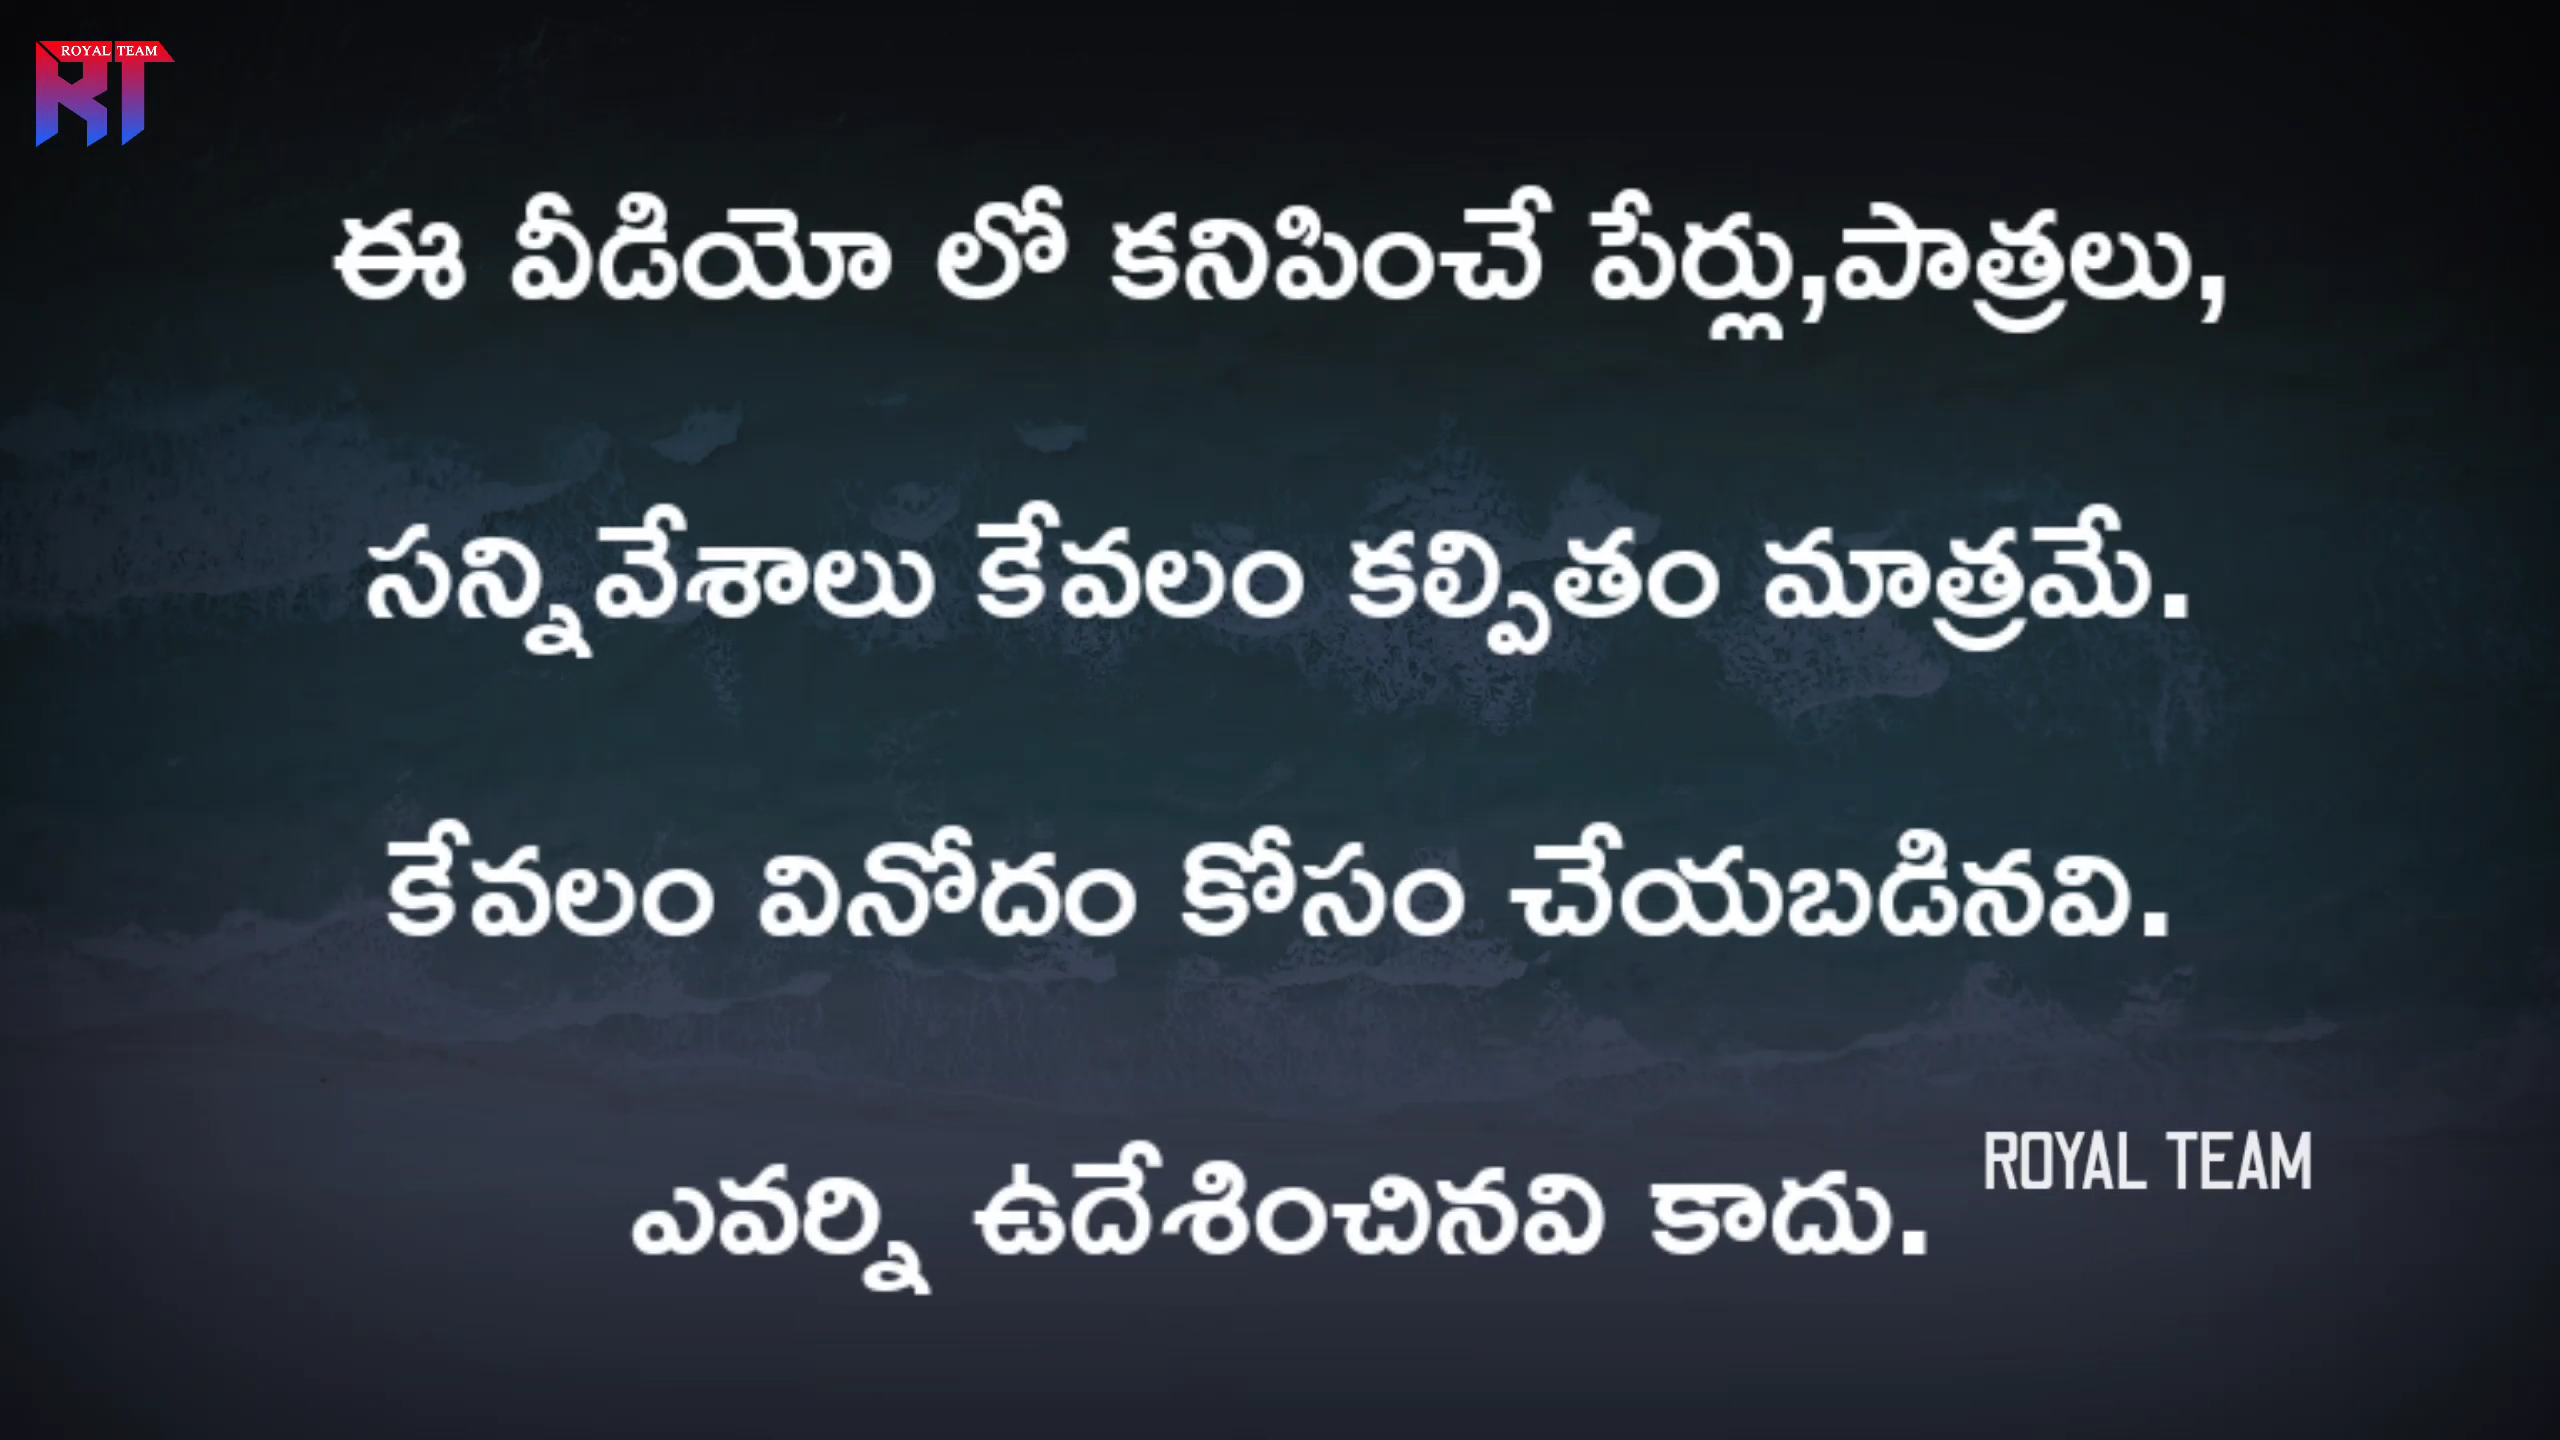 ROYAL TEAM
RT
ఈ వీడియో లో కనిపించే పేర్లు,పాత్రలు,
సన్నివేశాలు కేవలం కల్పితం మాత్రమే.
కేవలం వినోదం కోసం చేయబడినవి.
ఎవర్ని ఉదేశించినవి కాదు.
ROYAL TEAM